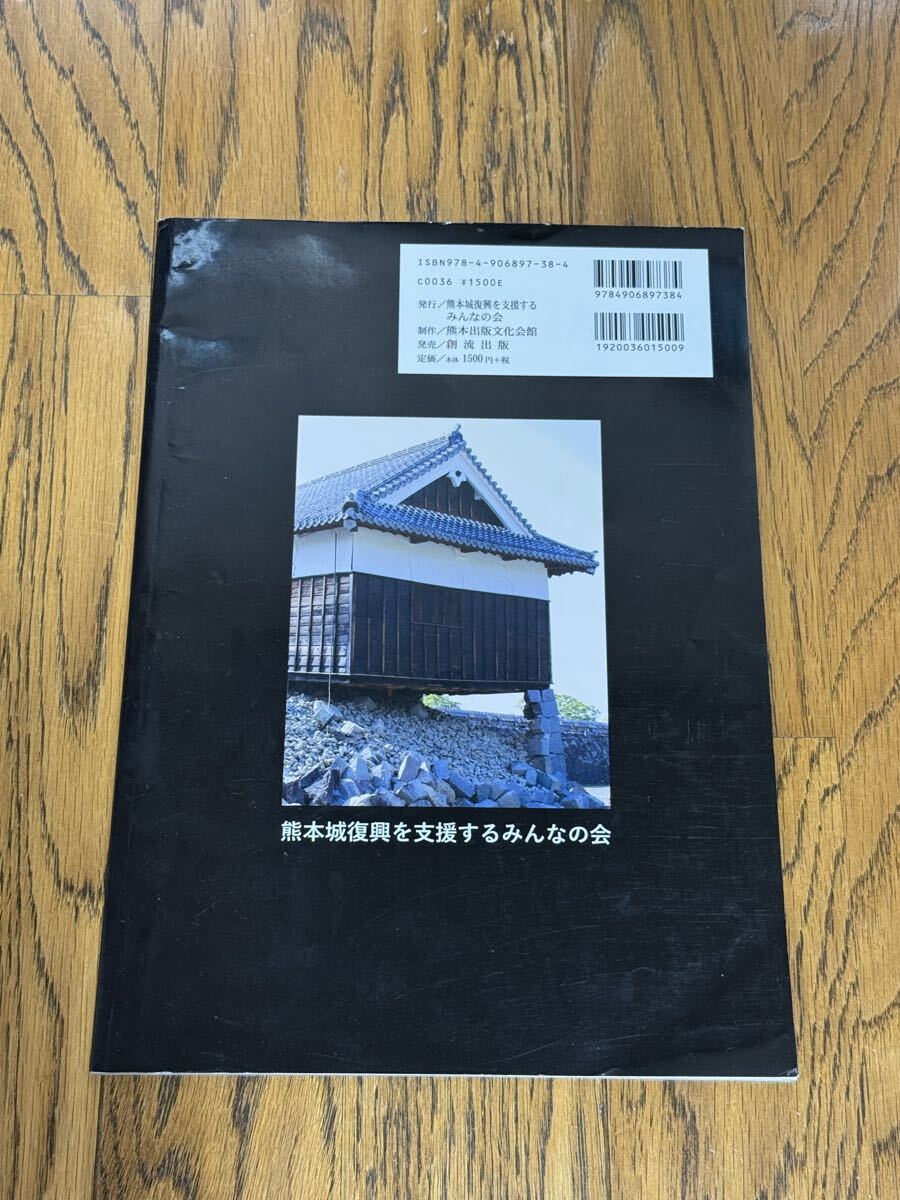 ISBN978-4-906897-38-4
C0036 ¥1500E
発行／熊本城復興を支援する
みんなの会
制作／熊本出版文化会館
発売／創流出版
定価／本体 1500円+税
9784906897384
1920036015009
熊本城復興を支援するみんなの会